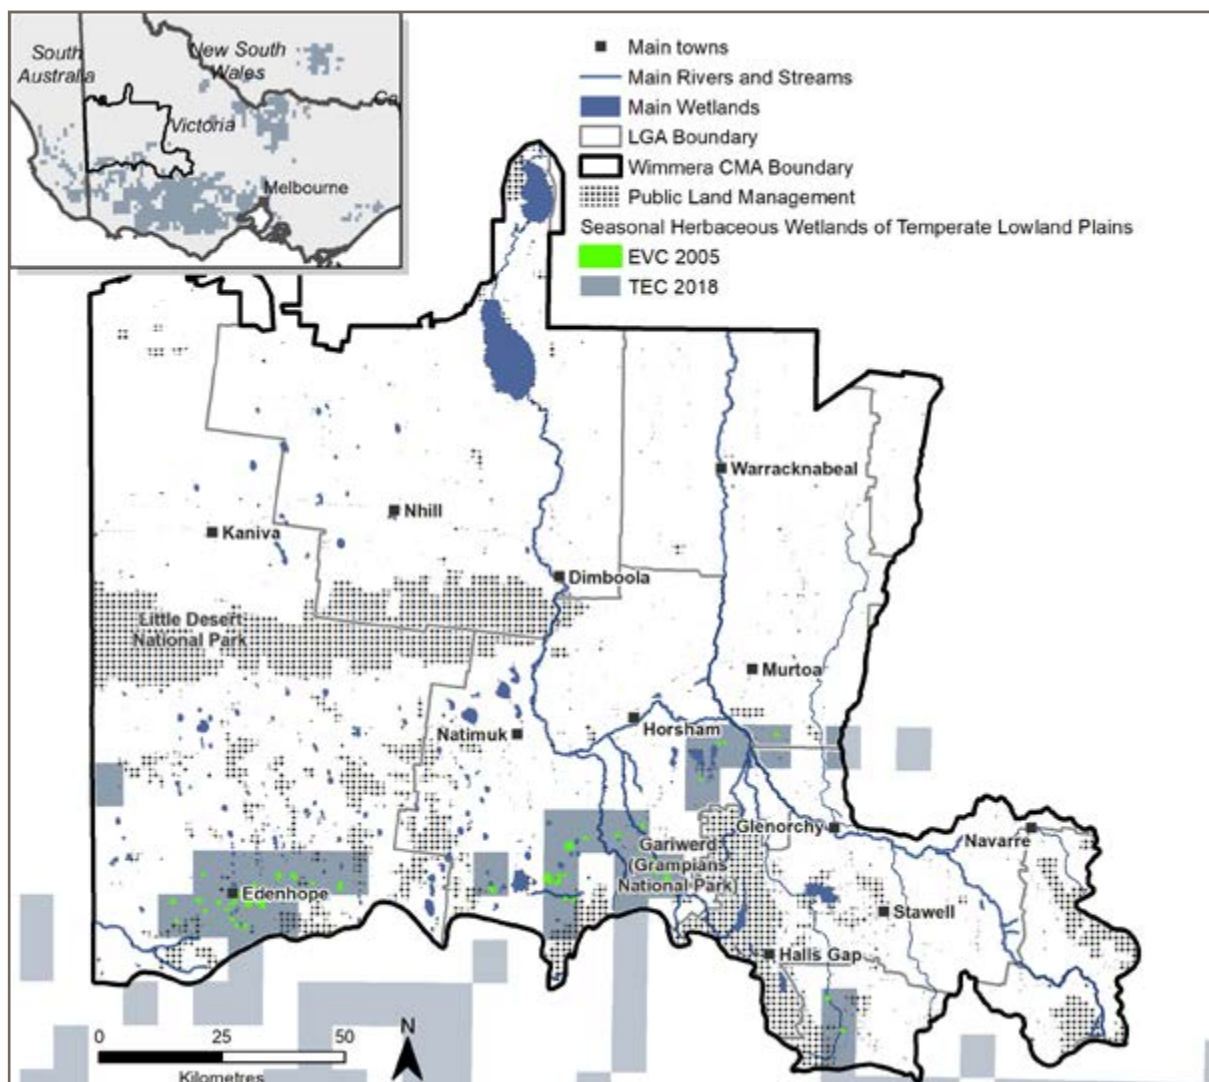 South
Australia
New South
Wales
Ca
Victoria
Melbourne
Main towns
Main Rivers and Streams
Main Wetlands
LGA Boundary
Wimmera CMA Boundary
Public Land Management
Seasonal Herbaceous Wetlands of Temperate Lowland Plains
EVC 2005
TEC 2018
Warracknabeal
Nhill
Kaniva
Dimboola
Little Desert
National Park
Murtoa
Horsham
Natimuk
Glenorchy
Navarre
Gariwerd
(Grampians
National Park)
Edenhope
Stawell
Halls Gap
0 25 50
Kilometres
N